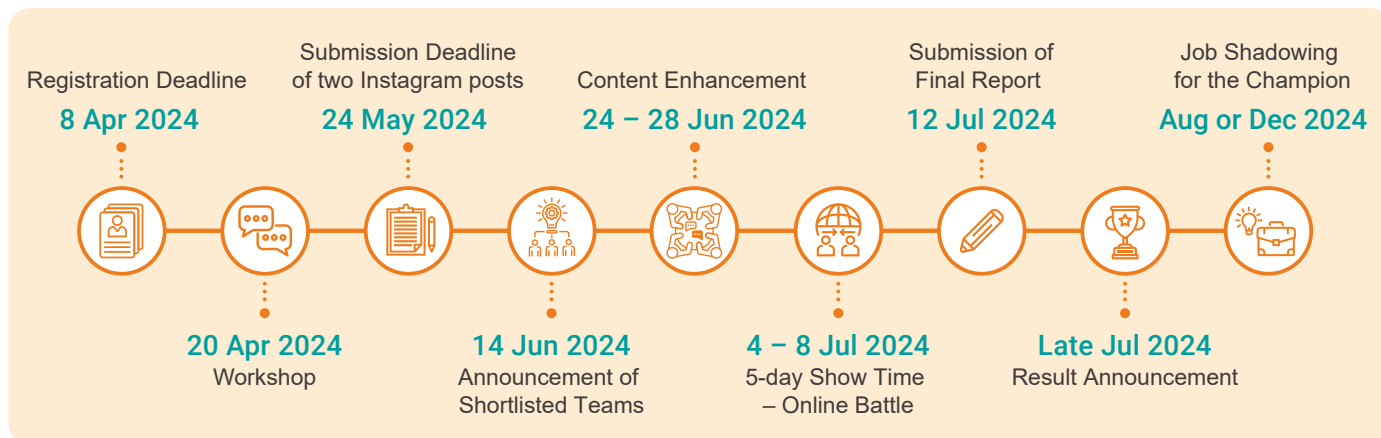 Registration Deadline
8 Apr 2024
20 Apr 2024
Workshop
Submission Deadline
of two Instagram posts
24 May 2024
14 Jun 2024
Announcement of
Shortlisted Teams
Content Enhancement
24 – 28 Jun 2024
4 – 8 Jul 2024
5-day Show Time
– Online Battle
Submission of
Final Report
12 Jul 2024
Late Jul 2024
Result Announcement
Job Shadowing
for the Champion
Aug or Dec 2024